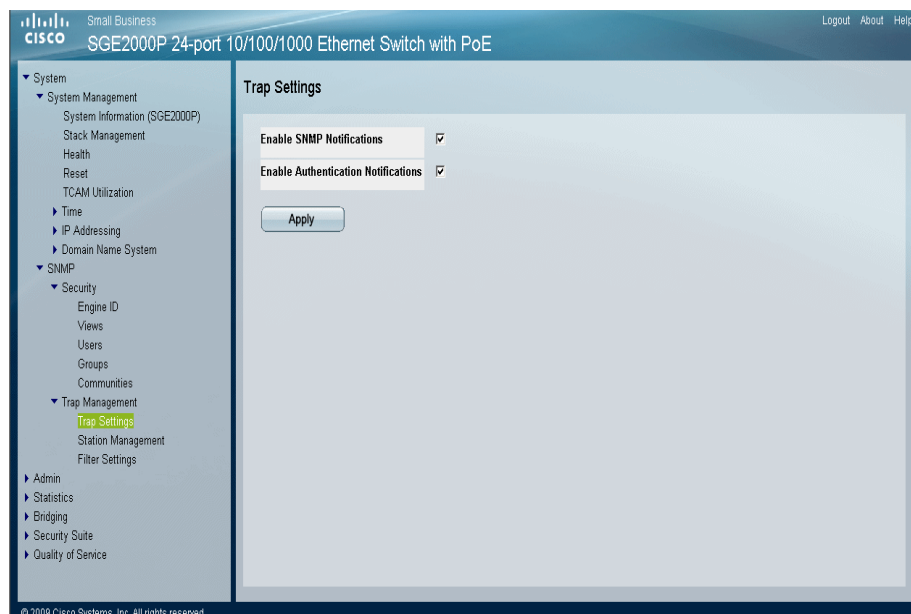 Small Business
CISCO
SGE2000P 24-port 10/100/1000 Ethernet Switch with PoE
Logout About Help
System
System Management
System Information (SGE2000P)
Stack Management
Health
Reset
TCAM Utilization
Time
IP Addressing
Domain Name System
SNMP
Security
Engine ID
Views
Users
Groups
Communities
Trap Management
Trap Settings
Station Management
Filter Settings
Admin
Statistics
Bridging
Security Suite
Quality of Service
Trap Settings
Enable SNMP Notifications
Enable Authentication Notifications
Apply
© 2009 Cisco Systems, Inc. All rights reserved.